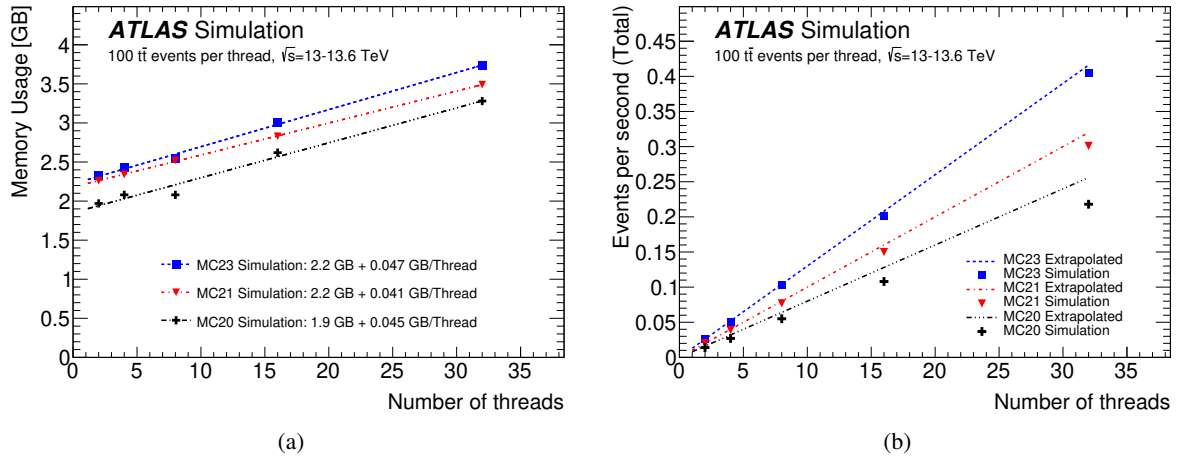 ATLAS Simulation
100 tt̄ events per thread, √s=13-13.6 TeV
Memory Usage [GB]
4
3.5
3
2.5
2
1.5
1
0.5
0
MC23 Simulation: 2.2 GB + 0.047 GB/Thread
MC21 Simulation: 2.2 GB + 0.041 GB/Thread
MC20 Simulation: 1.9 GB + 0.045 GB/Thread
0 5 10 15 20 25 30 35
Number of threads
(a)
ATLAS Simulation
100 tt̄ events per thread, √s=13-13.6 TeV
Events per second (Total)
0.45
0.4
0.35
0.3
0.25
0.2
0.15
0.1
0.05
0
MC23 Extrapolated
MC23 Simulation
MC21 Extrapolated
MC21 Simulation
MC20 Extrapolated
MC20 Simulation
0 5 10 15 20 25 30 35
Number of threads
(b)